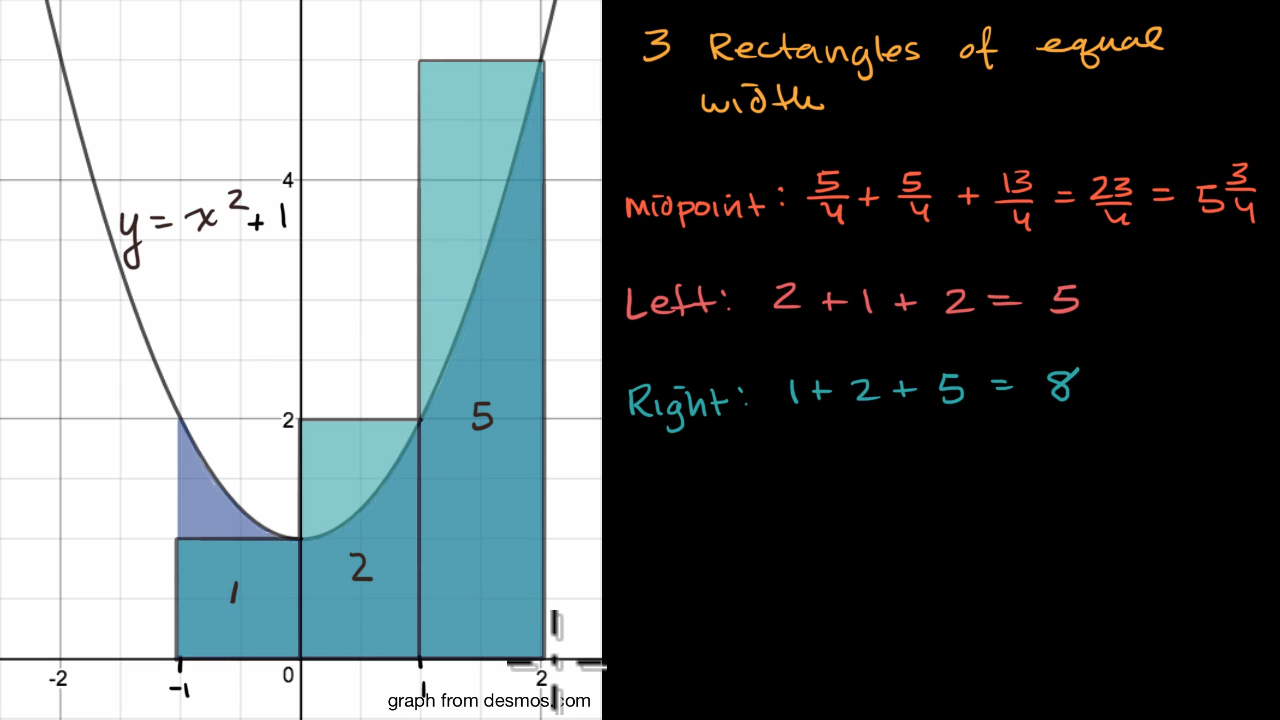 3 Rectangles of equal
width
y = x² + 1
midpoint: 5/4 + 5/4 + 13/4 = 23/4 = 5 3/4
Left: 2 + 1 + 2 = 5
Right: 1 + 2 + 5 = 8
4
2
5
2
1
-2 -1 0 1 2
graph from desmos.com